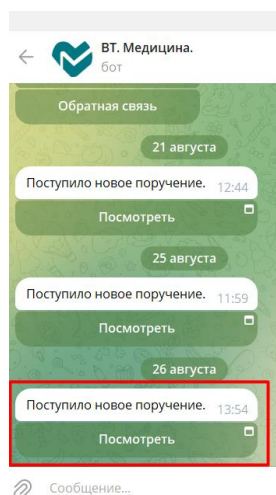 ВТ. Медицина.
бот
Обратная связь
21 августа
Поступило новое поручение. 12:44
Посмотреть
25 августа
Поступило новое поручение. 11:59
Посмотреть
26 августа
Поступило новое поручение. 13:54
Посмотреть
Сообщение...